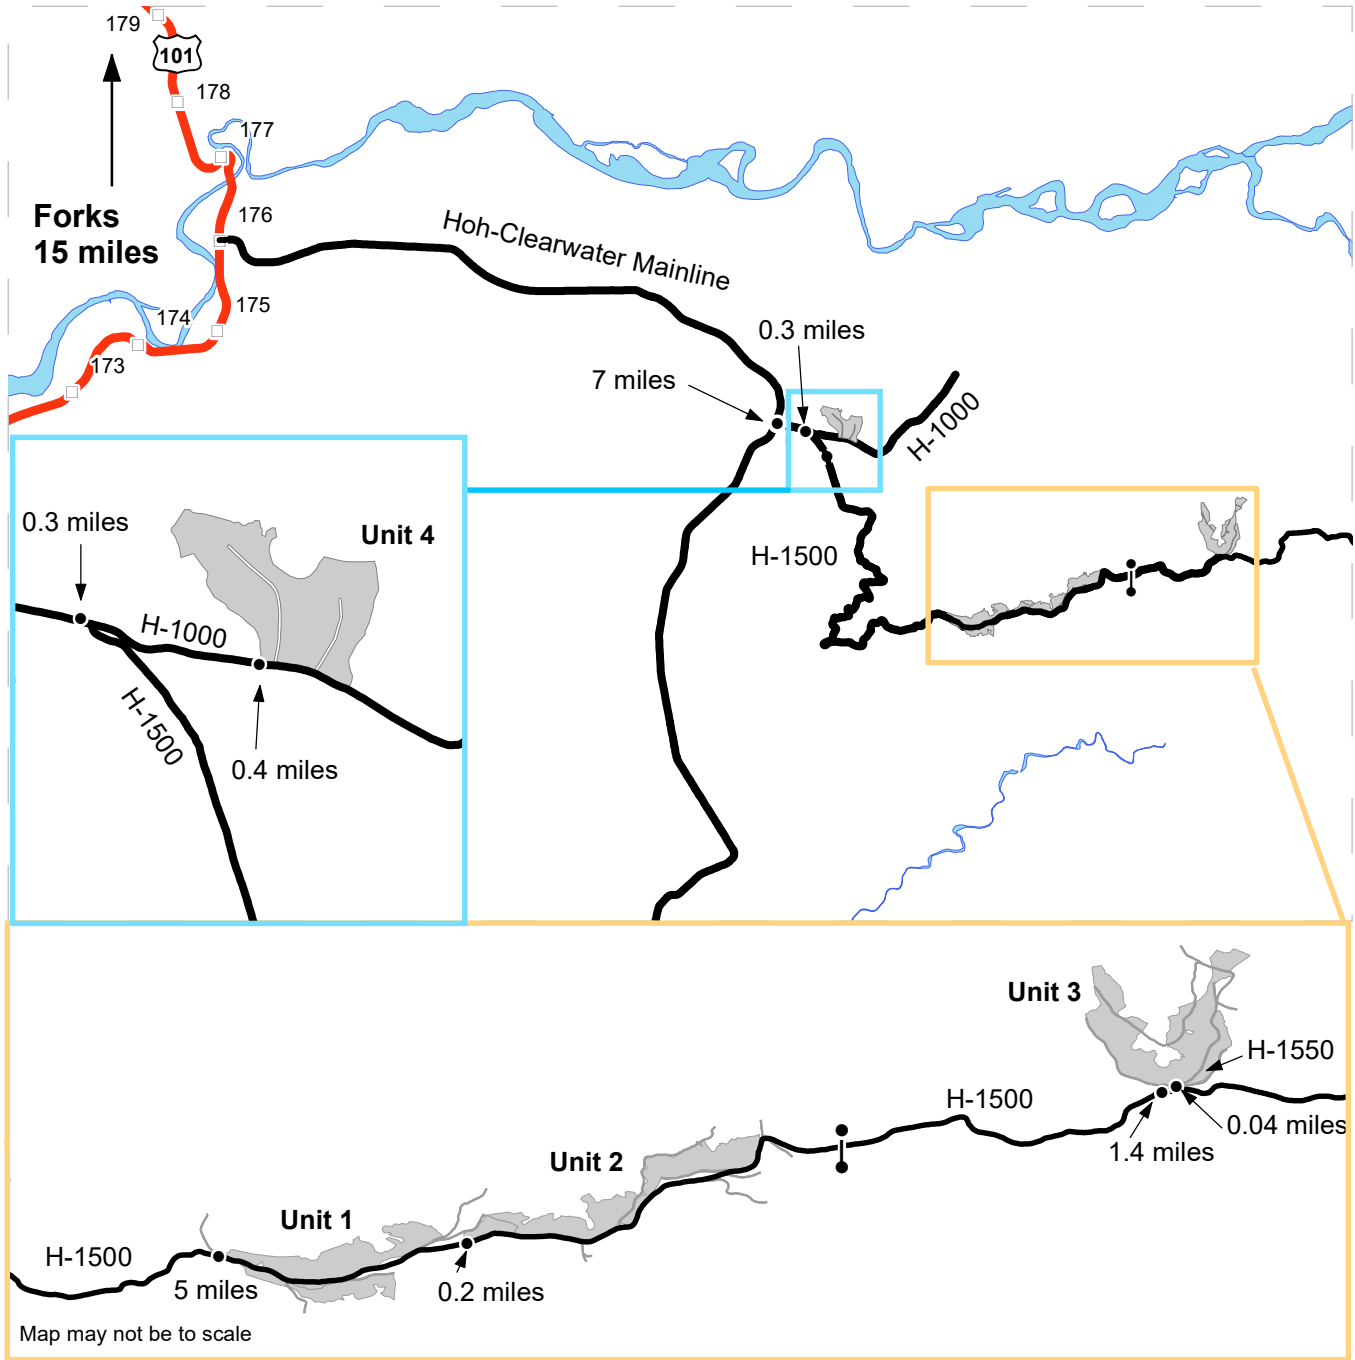 179
101
178
177
Forks
15 miles
176
Hoh-Clearwater Mainline
175
174
173
0.3 miles
7 miles
H-1000
H-1500
0.3 miles
Unit 4
H-1000
H-1500
0.4 miles
Unit 3
H-1550
H-1500
0.04 miles
1.4 miles
Unit 2
Unit 1
H-1500
5 miles
0.2 miles
Map may not be to scale